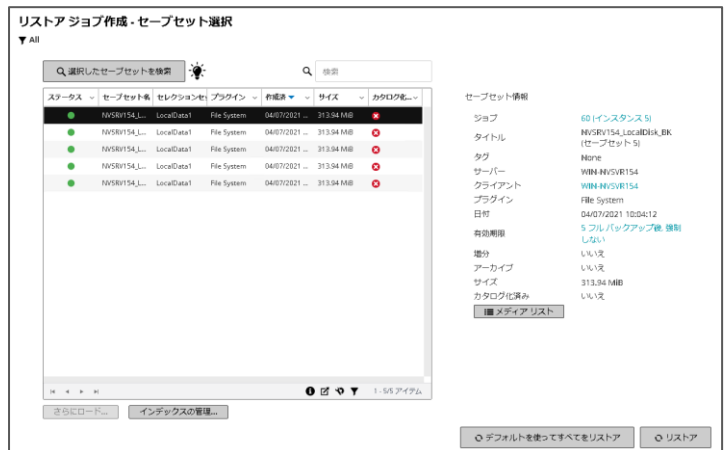 リストア ジョブ作成 - セーブセット選択
All
選択したセーブセットを検索
検索
ステータス セーブセット名 セレクションセ プラグイン 作成済 サイズ カタログ化...
NVSRV154_L... LocalData1 File System 04/07/2021 ... 313.94 MiB
NVSRV154_L... LocalData1 File System 04/07/2021 ... 313.94 MiB
NVSRV154_L... LocalData1 File System 04/07/2021 ... 313.94 MiB
NVSRV154_L... LocalData1 File System 04/07/2021 ... 313.94 MiB
NVSRV154_L... LocalData1 File System 04/07/2021 ... 313.94 MiB
1 - 5/5 アイテム
さらにロード... インデックスの管理...
セーブセット情報
ジョブ 60 (インスタンス 5)
タイトル NVSRV154_LocalDisk_BK
(セーブセット 5)
タグ None
サーバー WIN-NVSVR154
クライアント WIN-NVSVR154
プラグイン File System
日付 04/07/2021 10:04:12
有効期限 5 フル バックアップ後, 強制
しない
増分 いいえ
アーカイブ いいえ
サイズ 313.94 MiB
カタログ化済み いいえ
メディア リスト
デフォルトを使ってすべてをリストア リストア